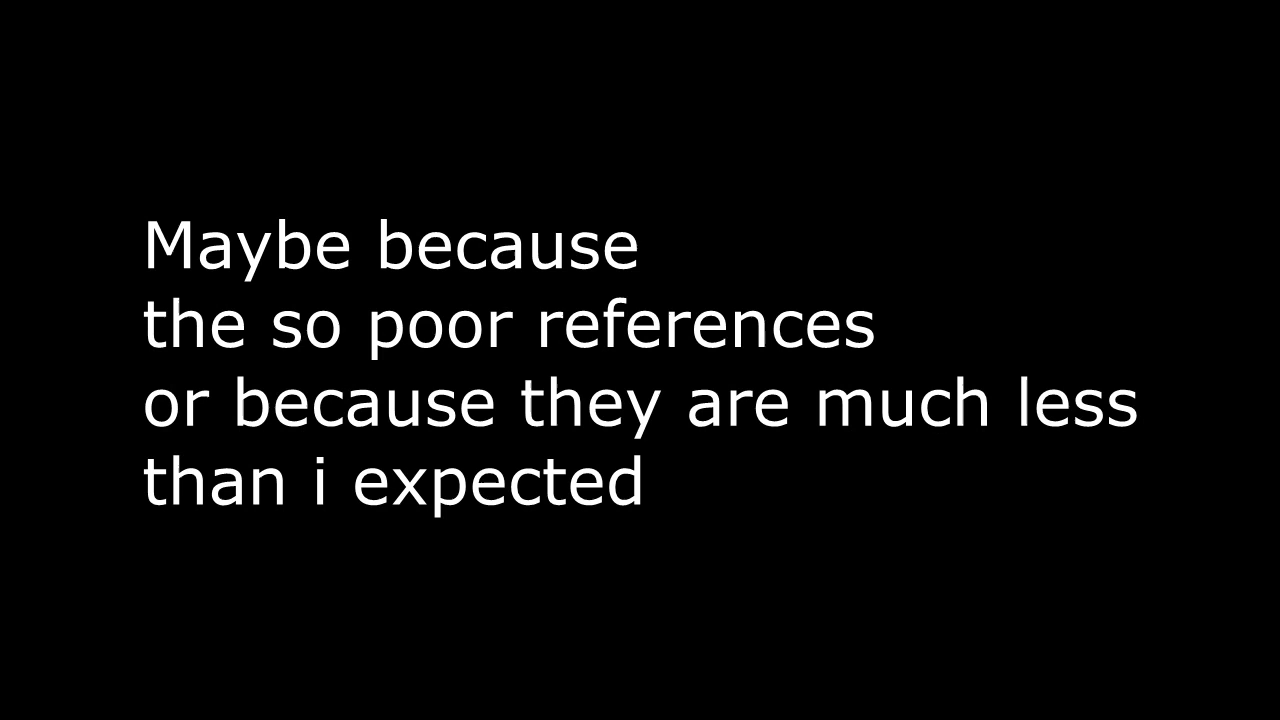 Maybe because
the so poor references
or because they are much less
than i expected